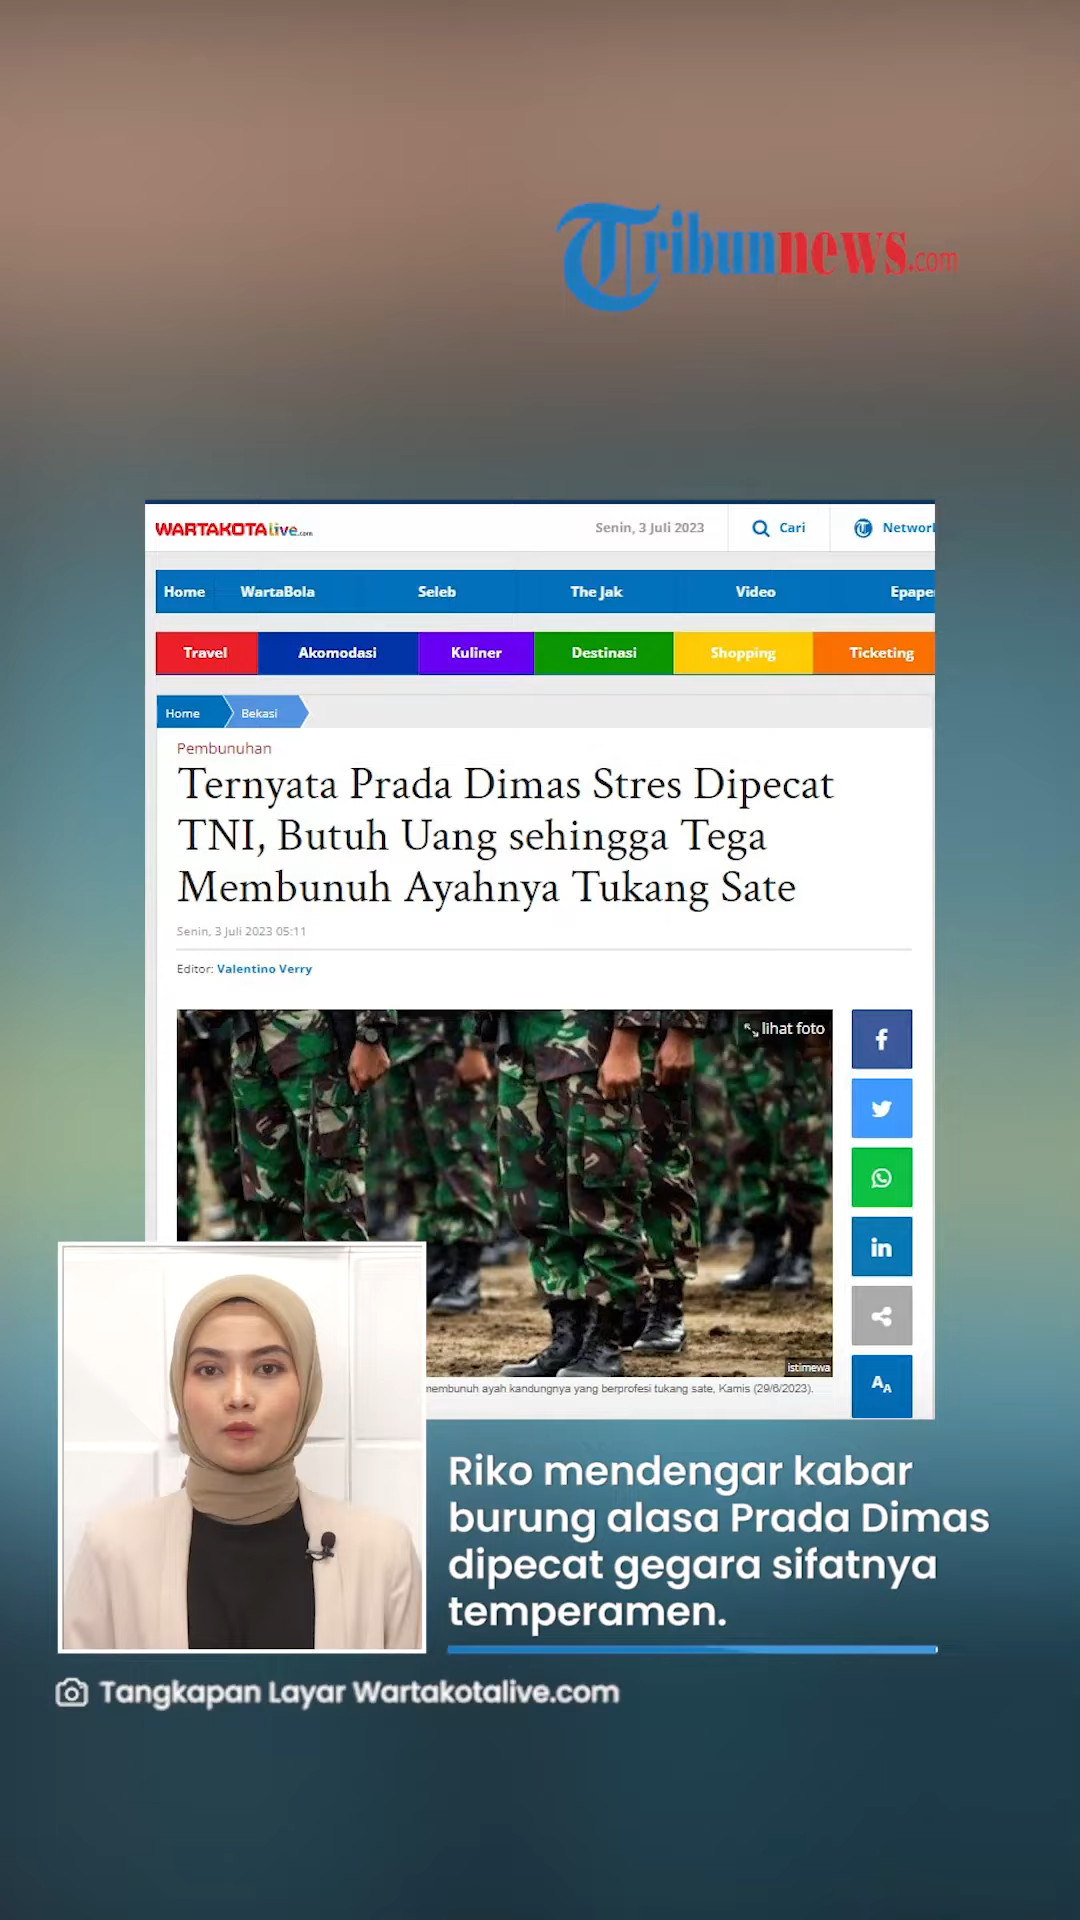 Tribunnews.com
WARTAKOTAlive.com
Senin, 3 Juli 2023
Cari
Home
WartaBola
Seleb
The Jak
Video
Travel
Akomodasi
Kuliner
Destinasi
Shopping
Ticketing
Home
Bekasi
Pembunuhan
Ternyata Prada Dimas Stres Dipecat
TNI, Butuh Uang sehingga Tega
Membunuh Ayahnya Tukang Sate
Senin, 3 Juli 2023 05:11
Editor: Valentino Verry
lihat foto
istimewa
membunuh ayah kandungnya yang berprofesi tukang sate, Kamis (29/6/2023).
Riko mendengar kabar
burung alasa Prada Dimas
dipecat gegara sifatnya
temperamen.
Tangkapan Layar Wartakotalive.com